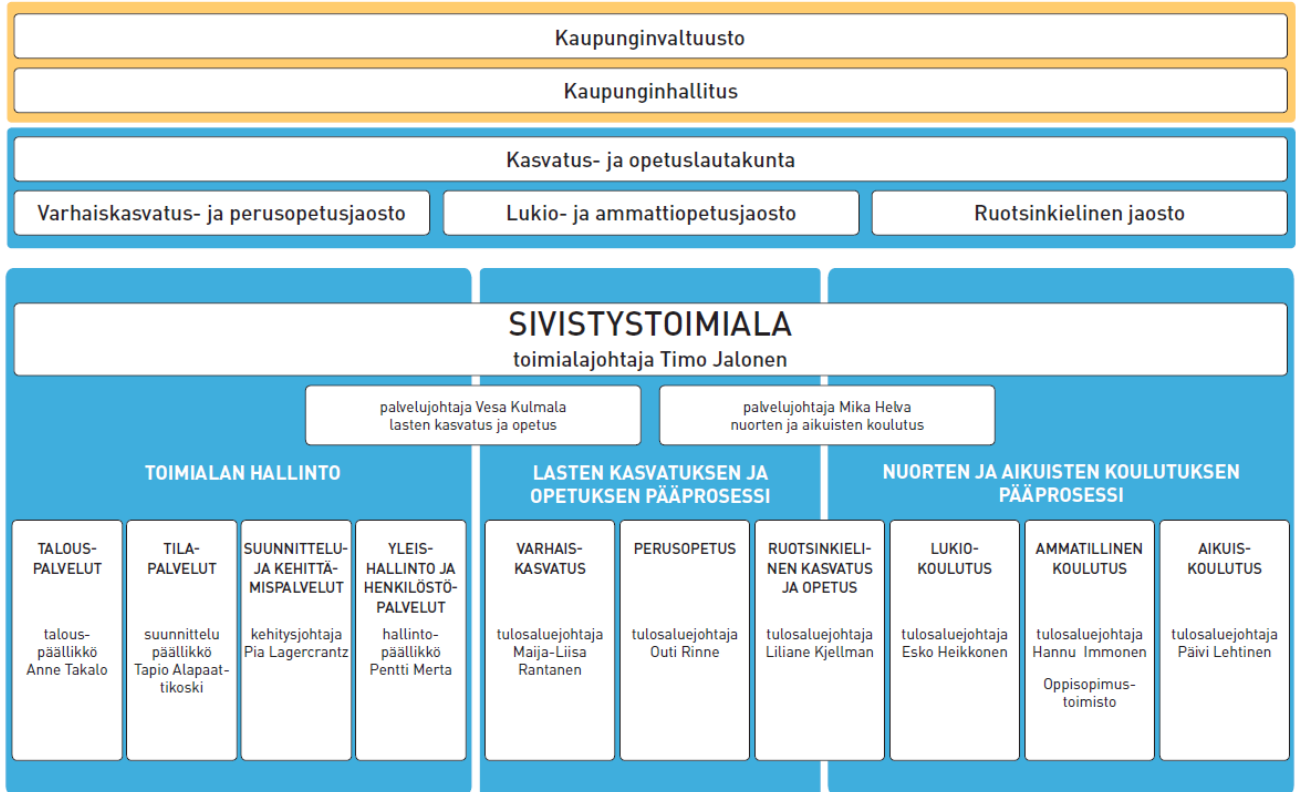 Kaupunginvaltuusto
Kaupunginhallitus
Kasvatus- ja opetuslautakunta
Varhaiskasvatus- ja perusopetusjaosto
Lukio- ja ammattiopetusjaosto
Ruotsinkielinen jaosto
SIVISTYSTOIMIALA
toimialajohtaja Timo Jalonen
palvelujohtaja Vesa Kulmala
lasten kasvatus ja opetus
palvelujohtaja Mika Helva
nuorten ja aikuisten koulutus
TOIMIALAN HALLINTO
TALOUS-
PALVELUT
talous-
päällikkö
Anne Takalo
TILA-
PALVELUT
suunnittelu
päällikkö
Tapio Alapaat-
tikoski
SUUNNITTELU-
JA KEHITTÄ-
MISPALVELUT
kehitysjohtaja
Pia Lagercrantz
YLEIS-
HALLINTO JA
HENKILÖSTÖ-
PALVELUT
hallinto-
päällikkö
Pentti Merta
LASTEN KASVATUKSEN JA
OPETUKSEN PÄÄPROSESSI
VARHAIS-
KASVATUS
tulosaluejohtaja
Maija-Liisa
Rantanen
PERUSOPETUS
tulosaluejohtaja
Outi Rinne
RUOTSINKIELI-
NEN KASVATUS
JA OPETUS
tulosaluejohtaja
Liliane Kjellman
NUORTEN JA AIKUISTEN KOULUTUKSEN
PÄÄPROSESSI
LUKIO-
KOULUTUS
tulosaluejohtaja
Esko Heikkonen
AMMATILLINEN
KOULUTUS
tulosaluejohtaja
Hannu Immonen
Oppisopimus-
toimisto
AIKUIS-
KOULUTUS
tulosaluejohtaja
Päivi Lehtinen